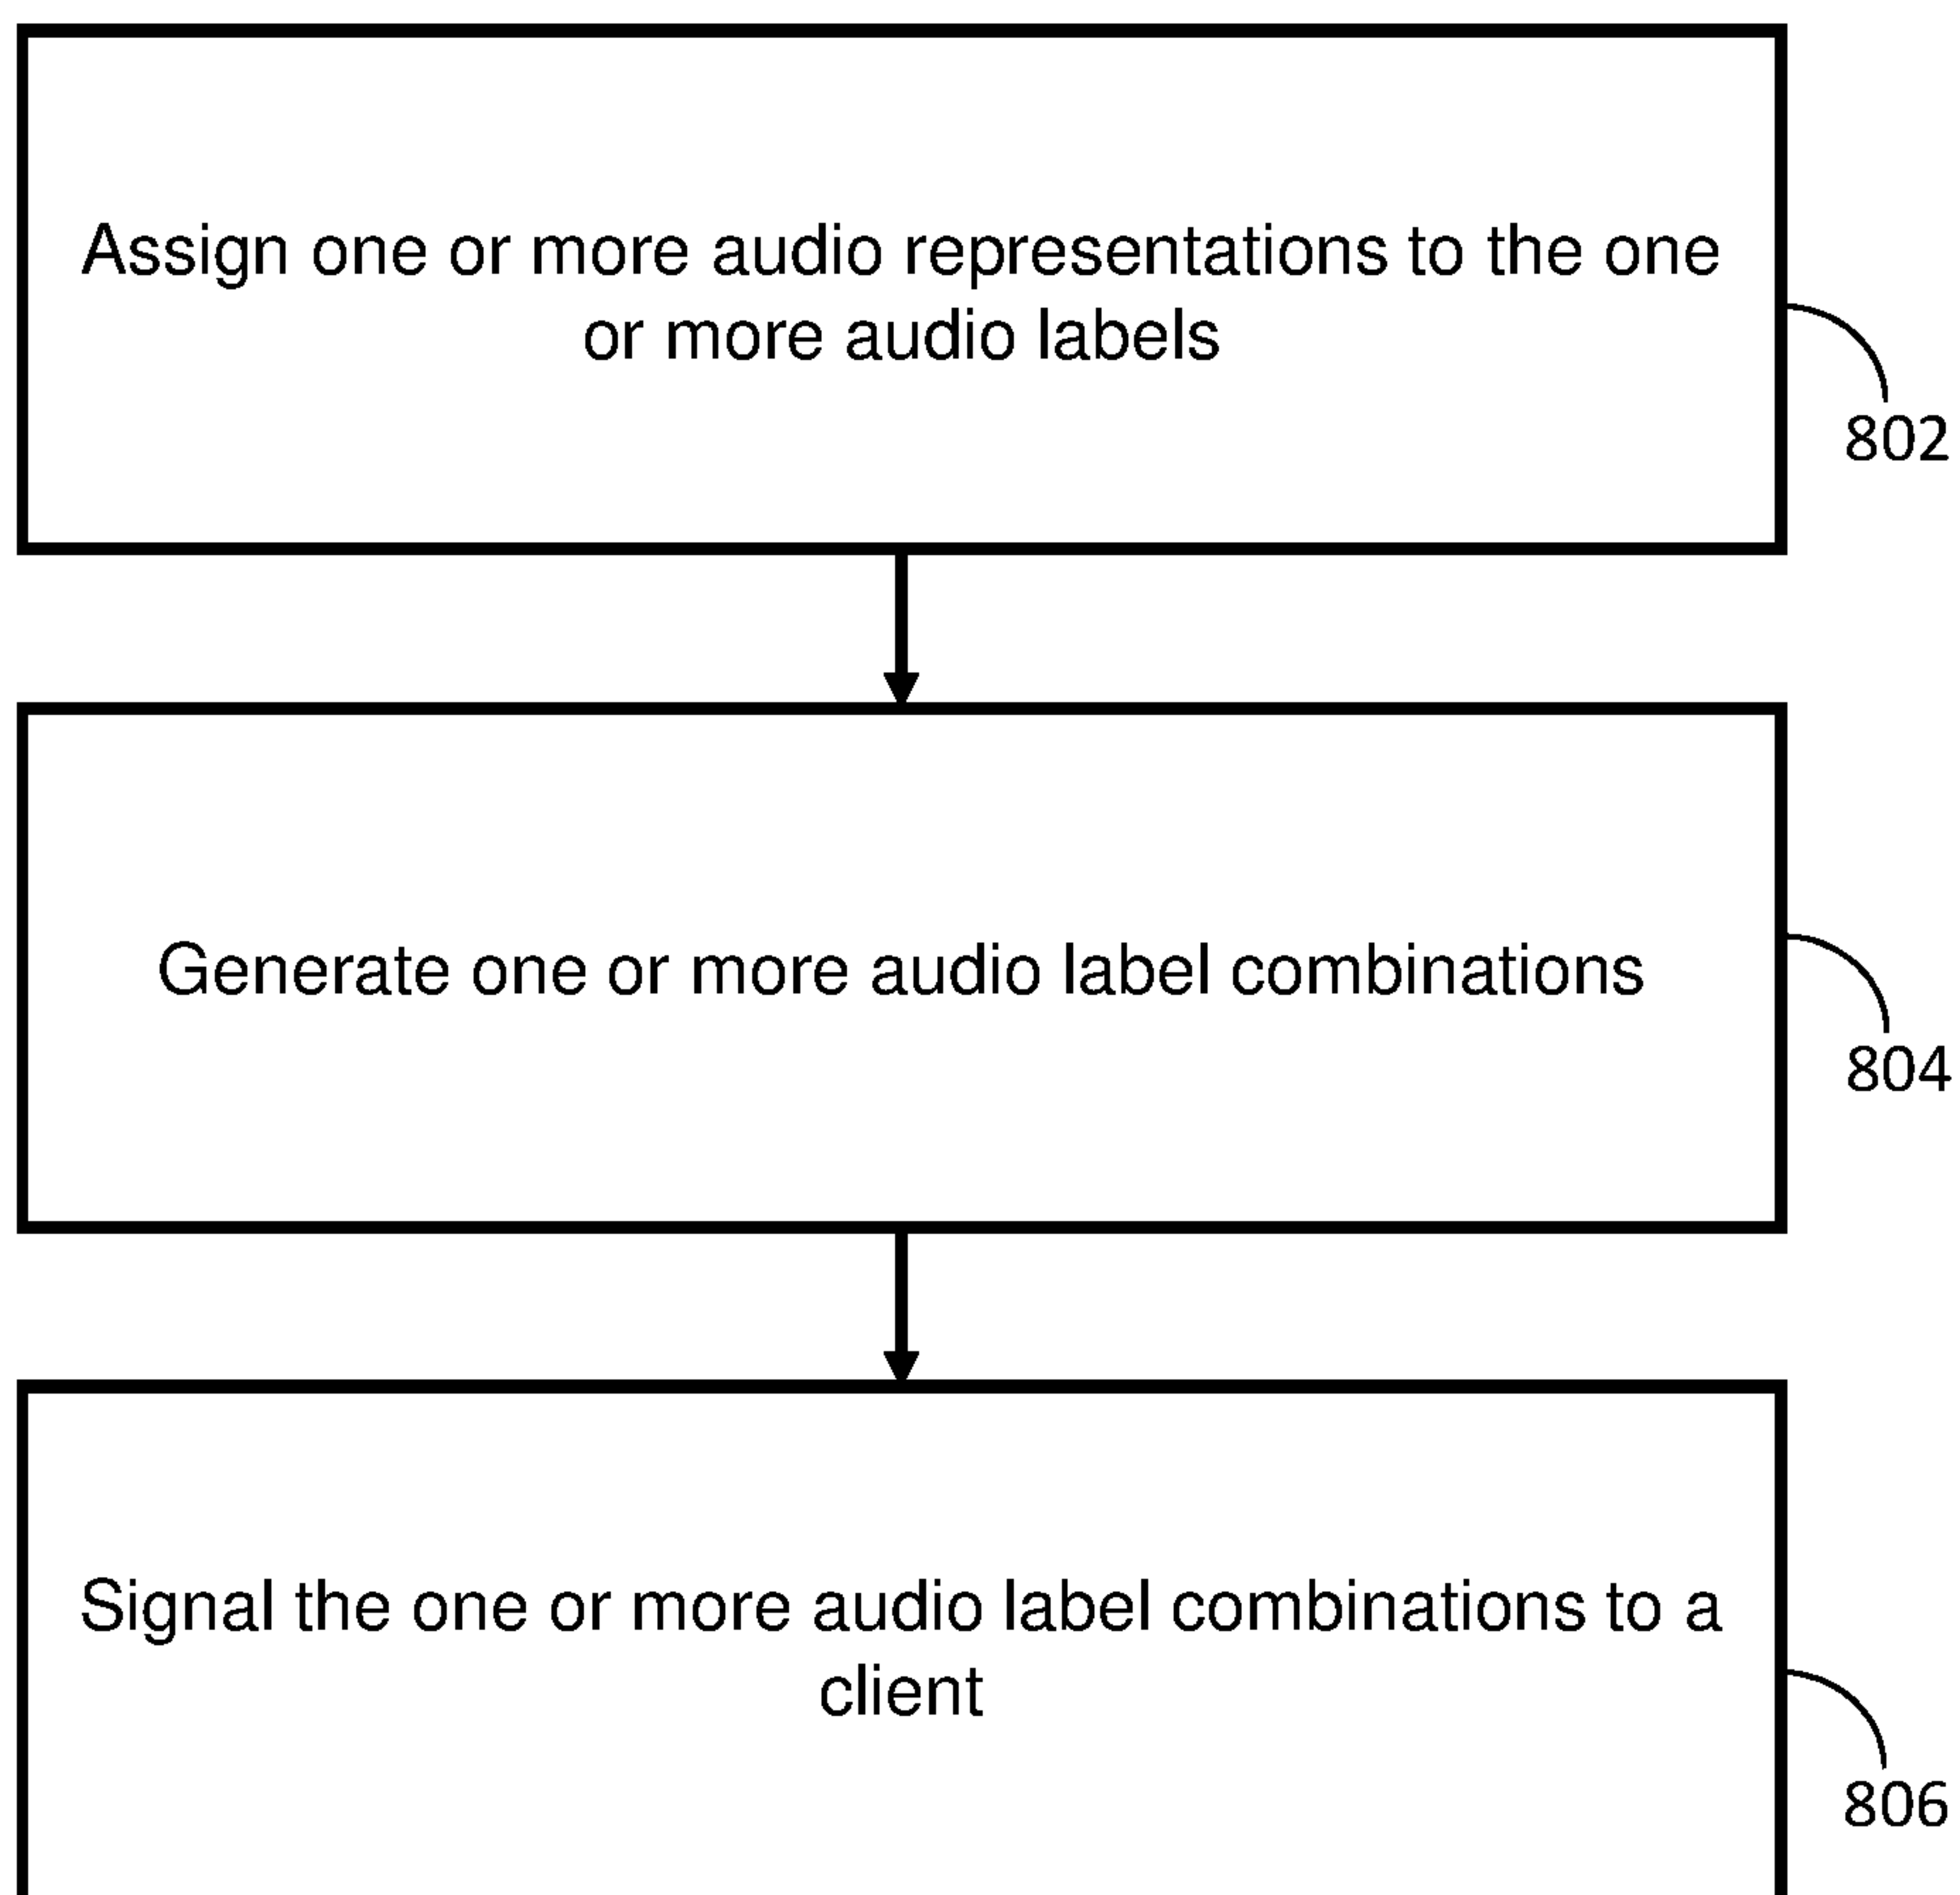 Assign one or more audio representations to the one
or more audio labels
802
Generate one or more audio label combinations
804
Signal the one or more audio label combinations to a
client
806